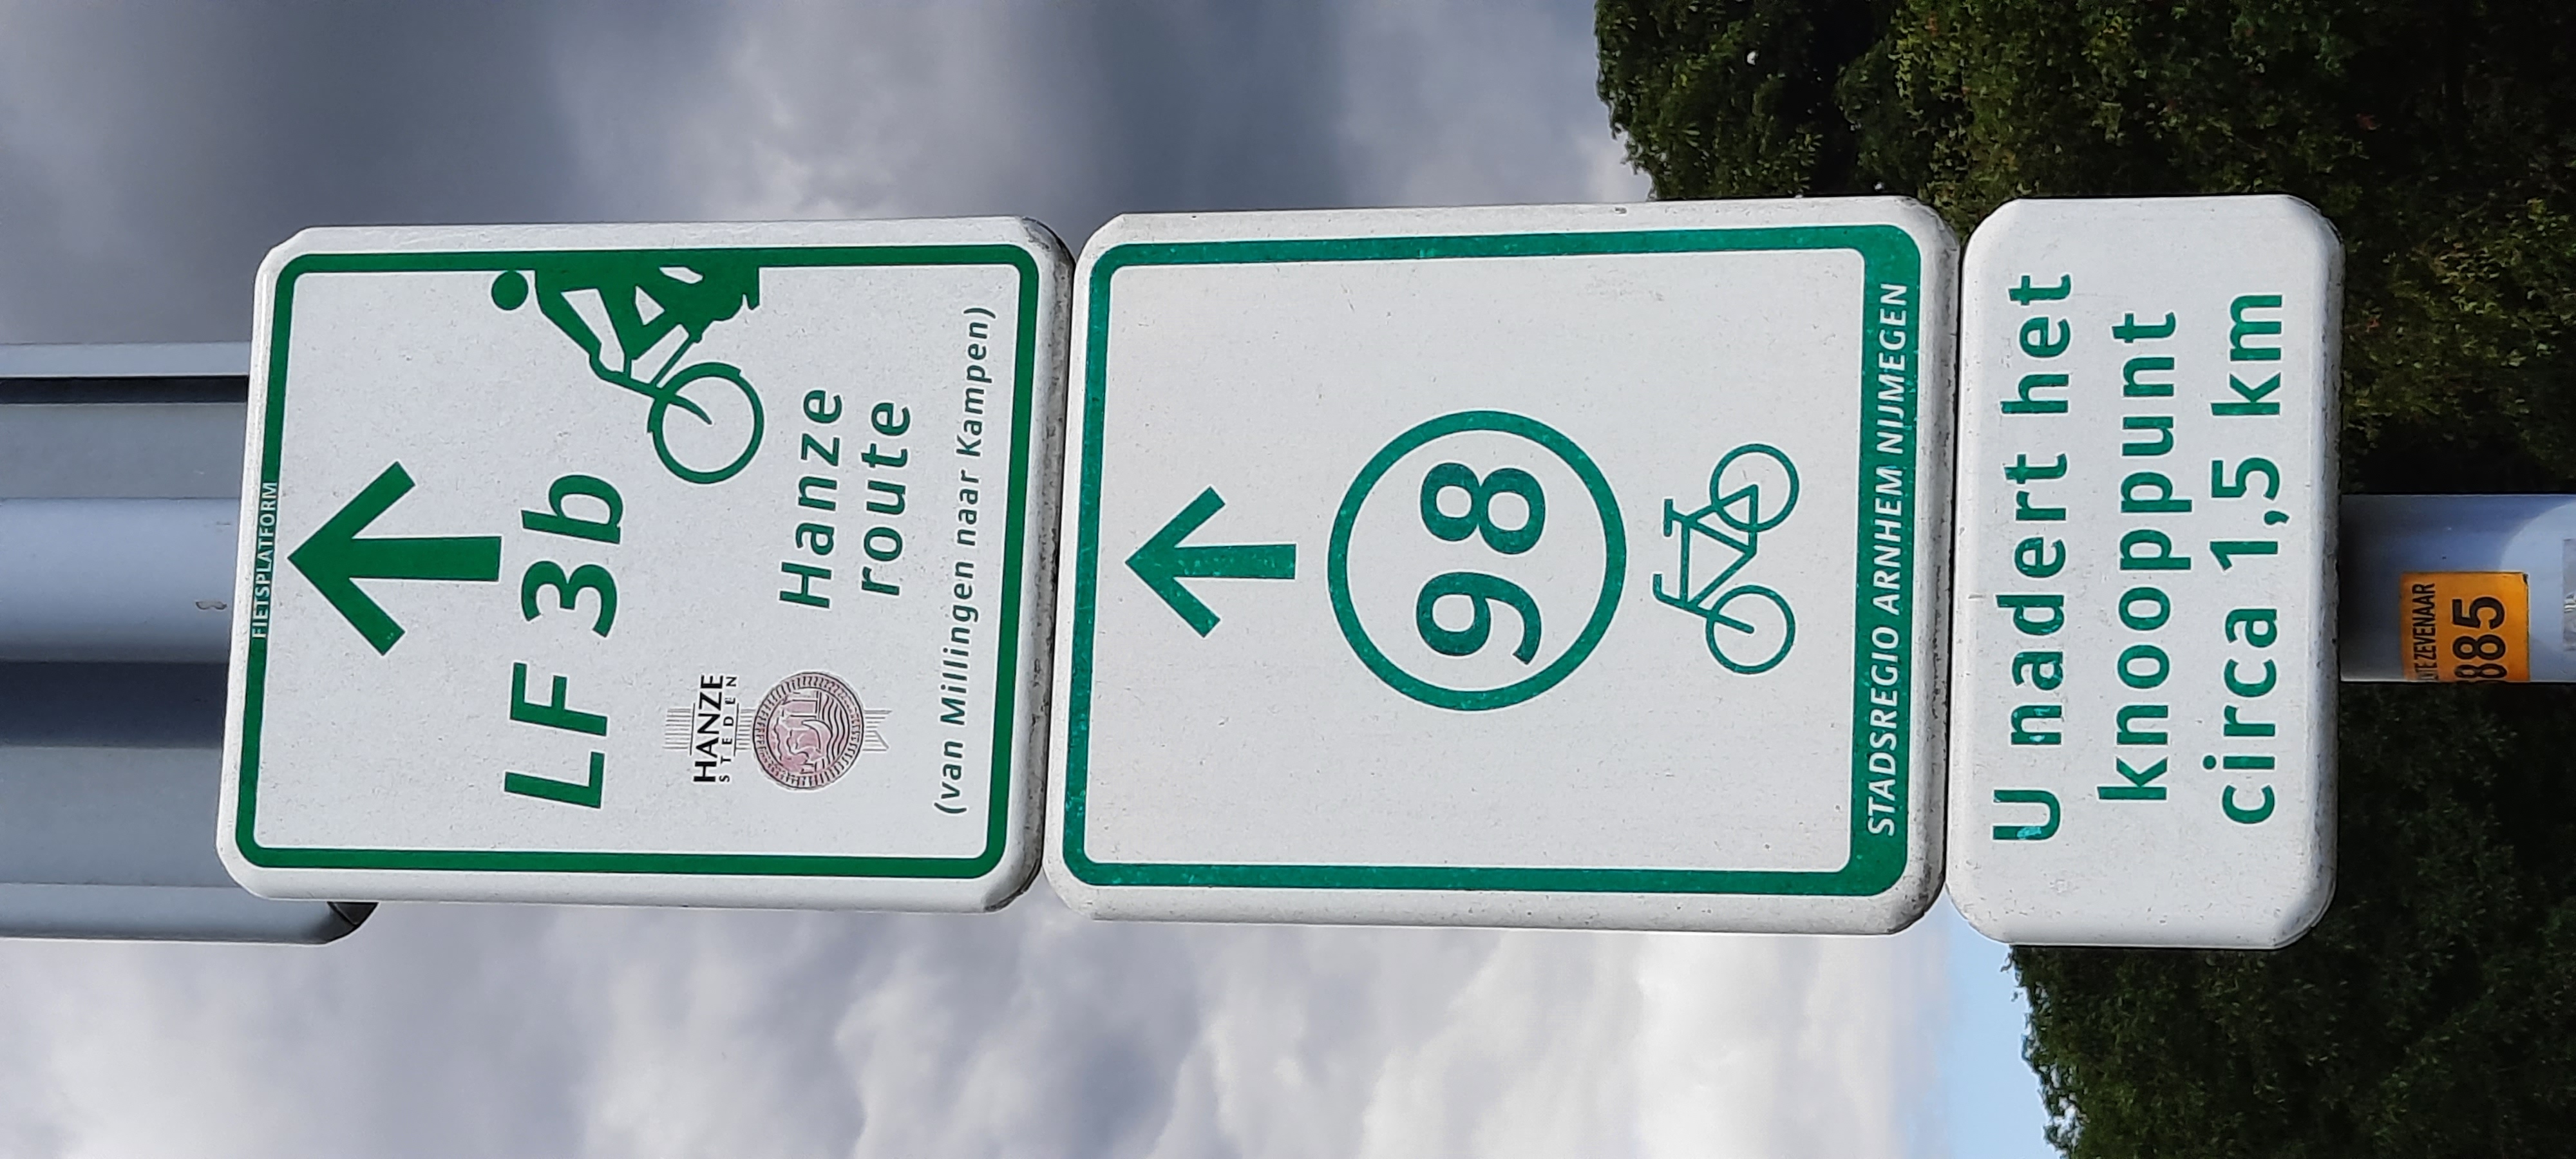 FIETSPLATFORM
LF 3b
HANZE
STEDEN
Hanze
route
(van Millingen naar Kampen)
98
STADSREGIO ARNHEM NIJMEGEN
U nadert het
knooppunt
circa 1,5 km
ZEVENAAR
885